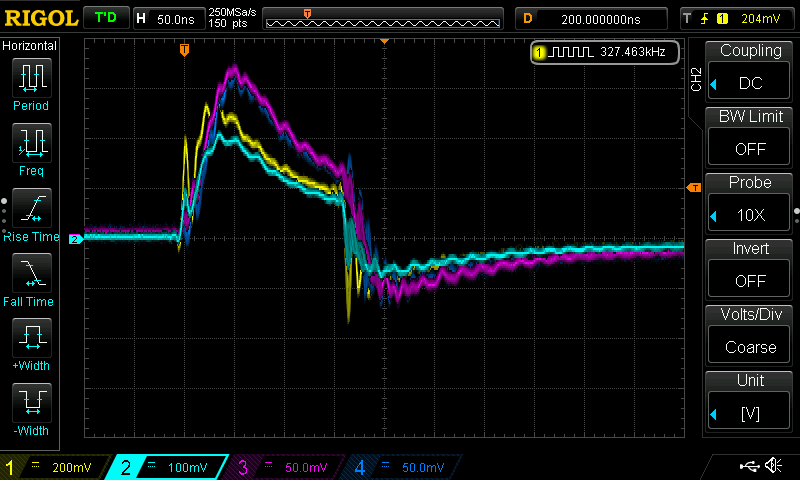 RIGOL T'D H 50.0ns 250MSa/s 150 pts T D 200.000000ns T 1 204mV
Horizontal
Period
Freq
Rise Time
Fall Time
+Width
-Width
T
1 327.463kHz
T
2
CH2
Coupling
DC
BW Limit
OFF
Probe
10X
Invert
OFF
Volts/Div
Coarse
Unit
[V]
1 200mV 2 100mV 3 50.0mV 4 50.0mV